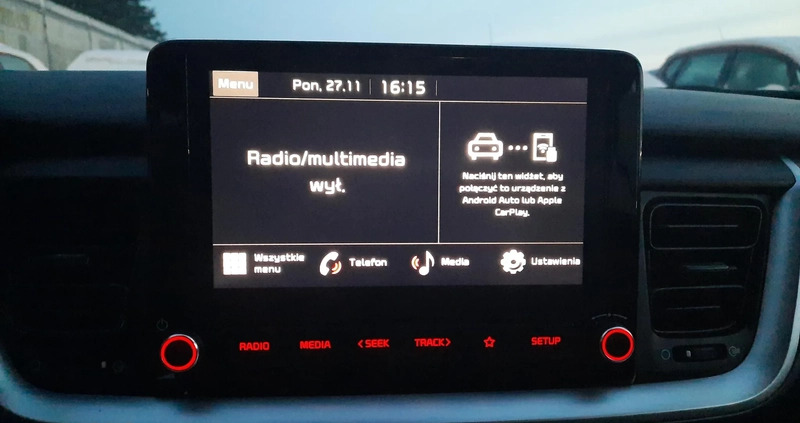 Menu
Pon, 27.11
16:15
Radio/multimedia
wył.
Naciśnij ten widżet, aby
połączyć to urządzenie z
Android Auto lub Apple
CarPlay.
Wszystkie
menu
Telefon
Media
Ustawienia
RADIO
MEDIA
<SEEK
TRACK>
SETUP